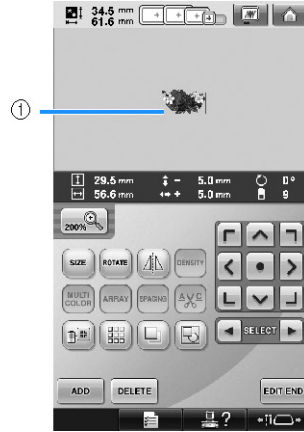 34.5 mm
61.6 mm
①
29.5 mm - 5.0 mm 0°
56.6 mm + 5.0 mm 9
200%
SIZE ROTATE DENSITY
MULTI COLOR ARRAY SPACING AVE
SELECT
ADD DELETE EDIT END
?